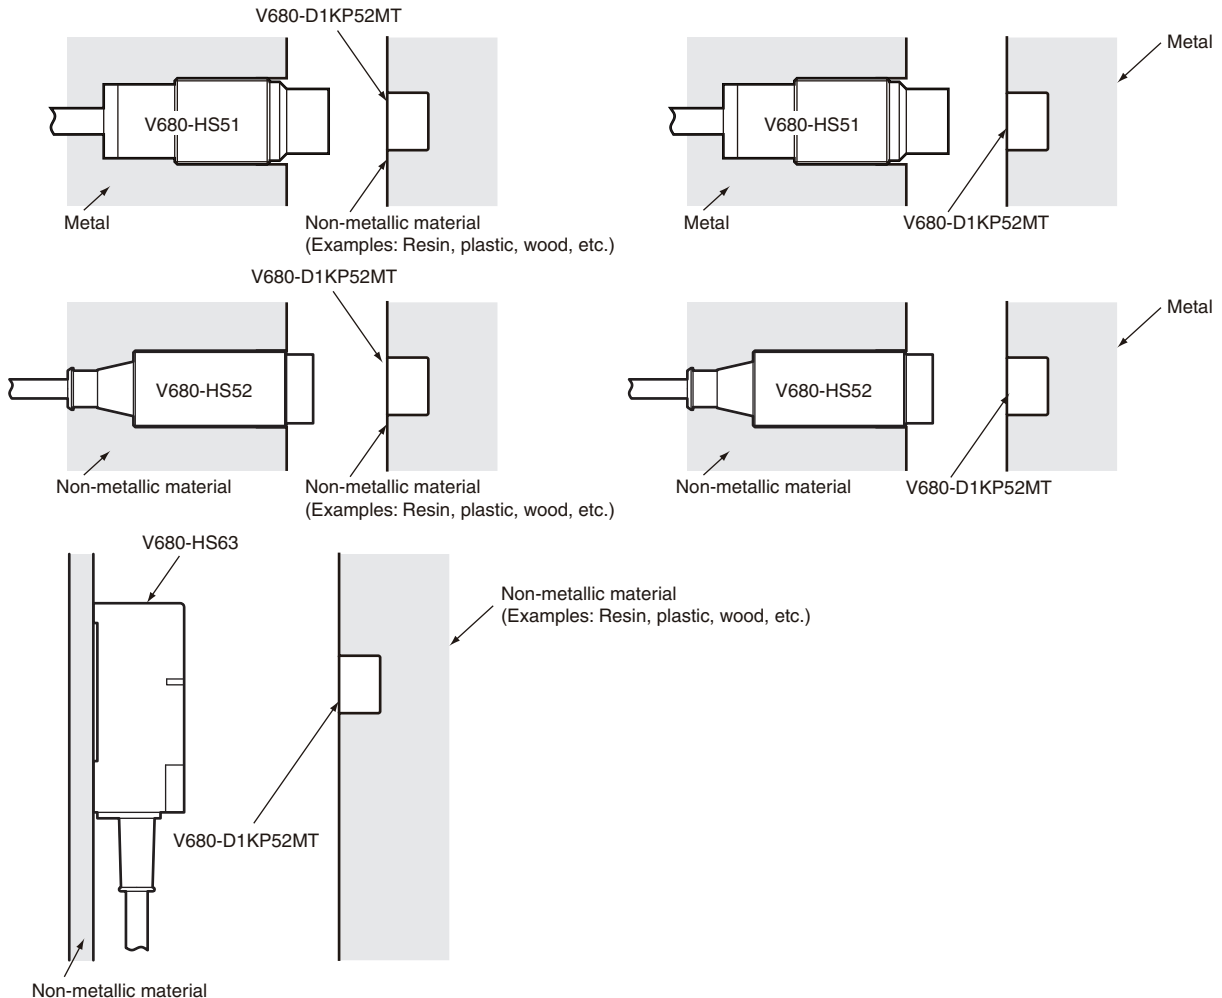 V680-D1KP52MT
V680-HS51
Metal
Non-metallic material
(Examples: Resin, plastic, wood, etc.)
Metal
V680-HS51
Metal
V680-D1KP52MT
V680-D1KP52MT
V680-HS52
Non-metallic material
Non-metallic material
(Examples: Resin, plastic, wood, etc.)
Metal
V680-HS52
Non-metallic material
V680-D1KP52MT
V680-HS63
Non-metallic material
(Examples: Resin, plastic, wood, etc.)
V680-D1KP52MT
Non-metallic material